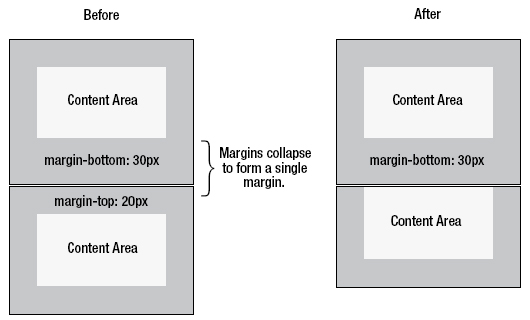 Before
After
Content Area
margin-bottom: 30px
margin-top: 20px
Content Area
Margins collapse
to form a single
margin.
Content Area
margin-bottom: 30px
Content Area